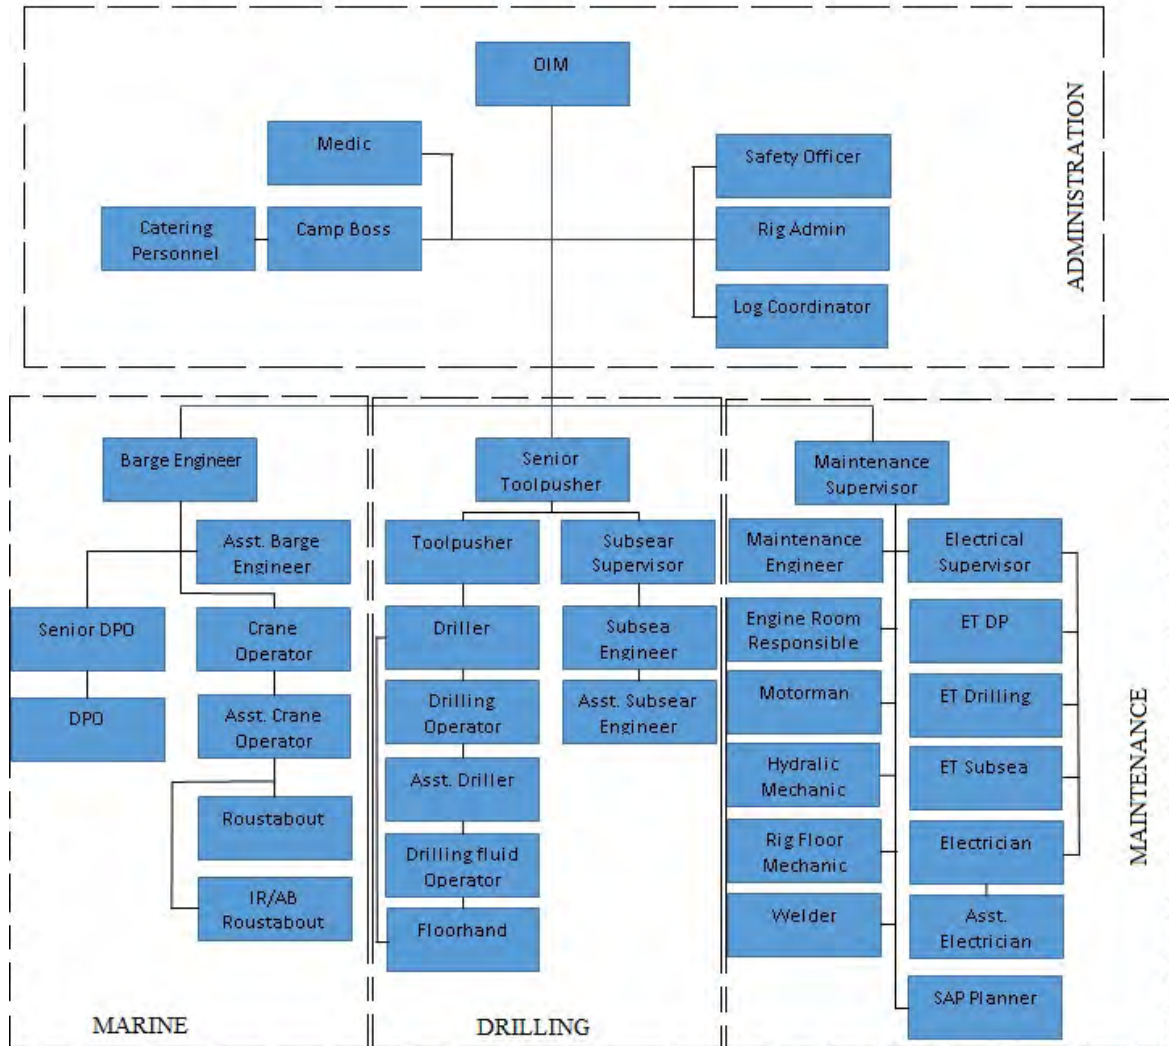 OIM
Medic
Safety Officer
Catering
Personnel
Camp Boss
Rig Admin
Log Coordinator
ADMINISTRATION
Barge Engineer
Asst. Barge
Engineer
Senior DPO
Crane
Operator
DPO
Asst. Crane
Operator
Roustabout
IR/AB
Roustabout
MARINE
Senior
Toolpusher
Toolpusher
Subsear
Supervisor
Driller
Subsea
Engineer
Drilling
Operator
Asst. Subsear
Engineer
Asst. Driller
Drilling fluid
Operator
Floorhand
DRILLING
Maintenance
Supervisor
Maintenance
Engineer
Electrical
Supervisor
Engine Room
Responsible
ET DP
Motorman
ET Drilling
Hydralic
Mechanic
ET Subsea
Rig Floor
Mechanic
Electrician
Welder
Asst.
Electrician
SAP Planner
MAINTENANCE